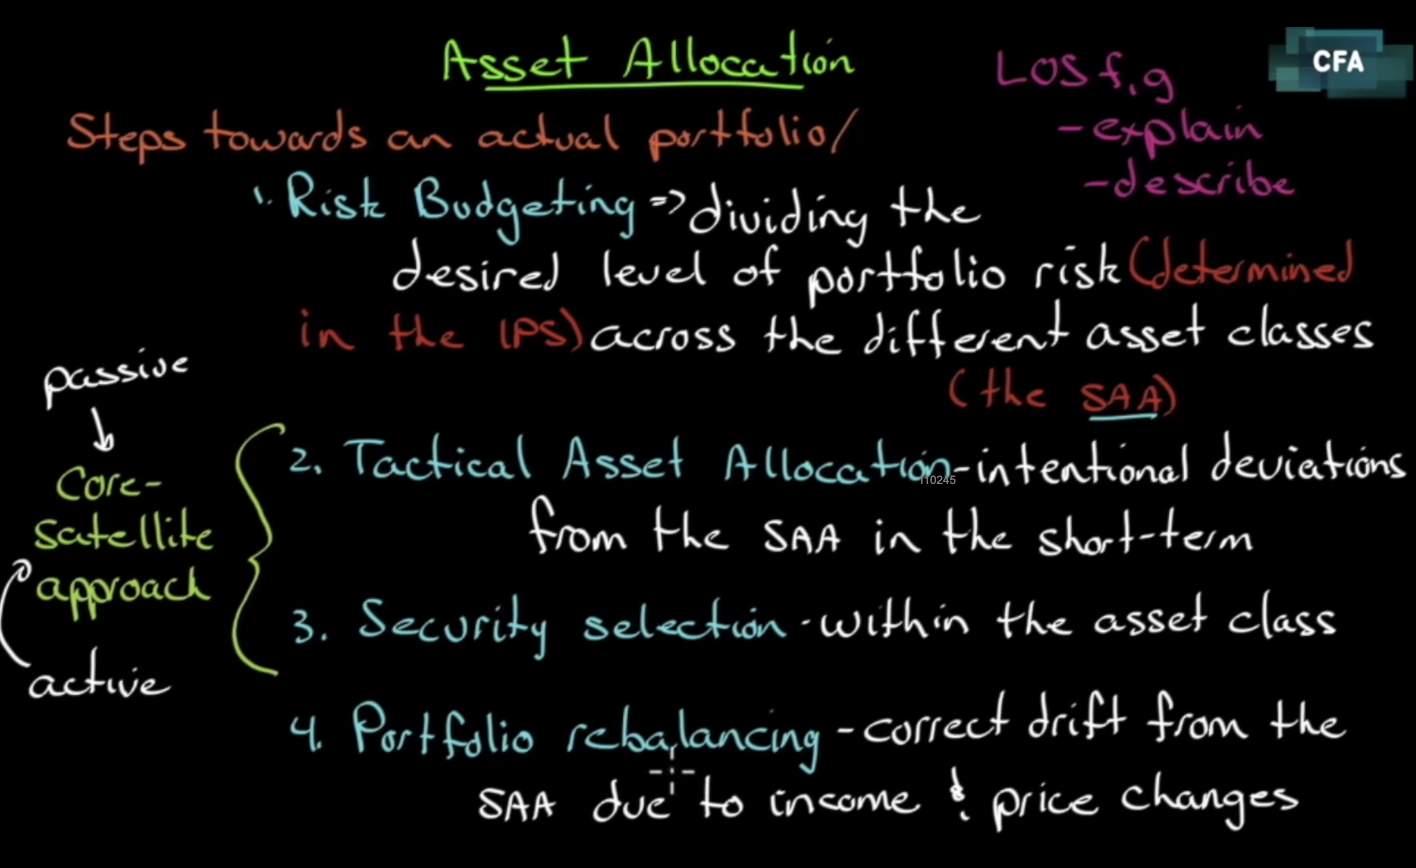 Asset Allocation
LOS f,g
- explain
- describe
CFA
Steps towards an actual portfolio/
1. Risk Budgeting => dividing the
desired level of portfolio risk (determined
in the IPS) across the different asset classes
(the SAA)
passive
Core-
satellite
approach
active
2. Tactical Asset Allocation - intentional deviations
110245
from the SAA in the short-term
3. Security selection - within the asset class
4. Portfolio rebalancing - correct drift from the
SAA due to income & price changes